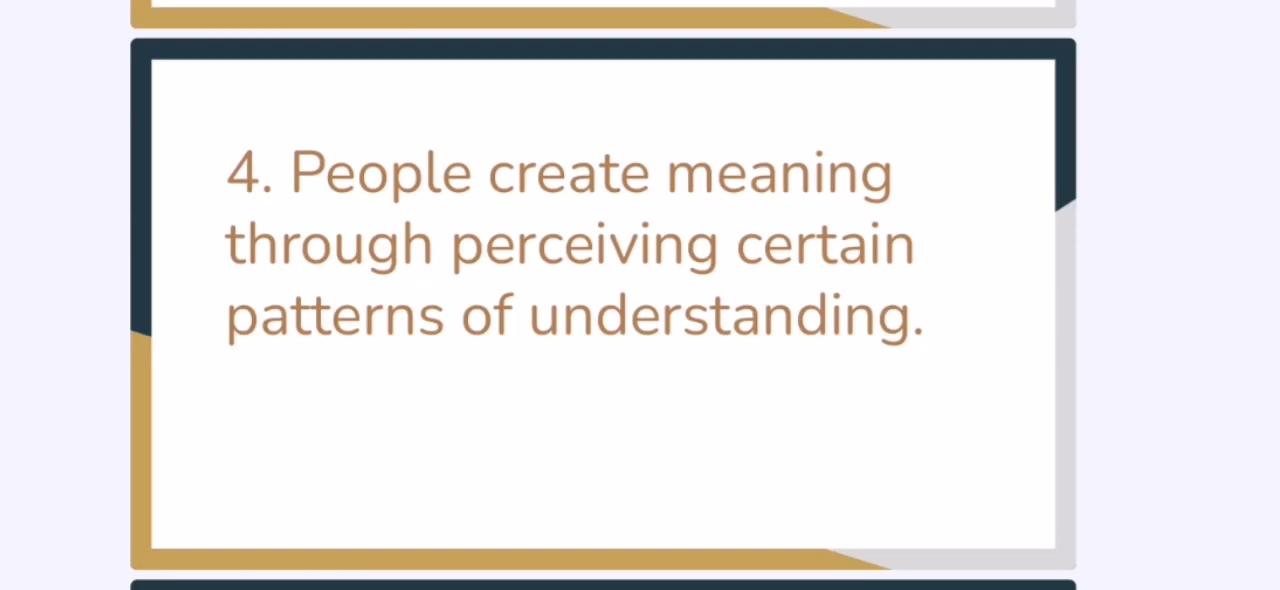 4. People create meaning
through perceiving certain
patterns of understanding.